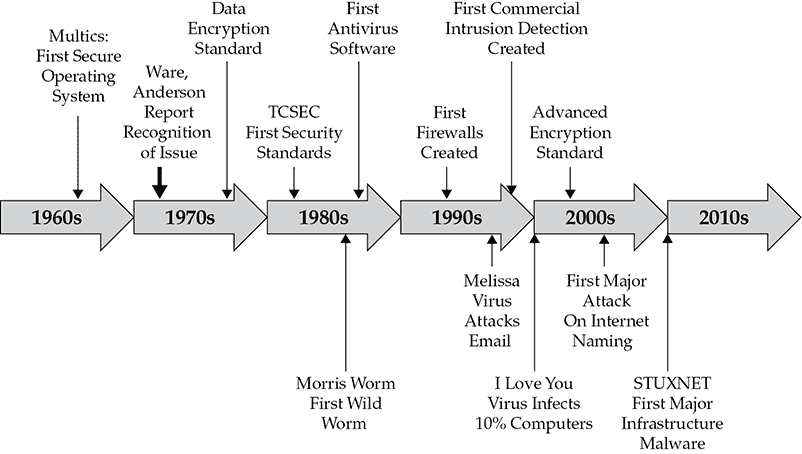 Multics:
First Secure
Operating
System
Ware,
Anderson
Report
Recognition
of Issue
Data
Encryption
Standard
TCSEC
First Security
Standards
First
Antivirus
Software
First
Firewalls
Created
First Commercial
Intrusion Detection
Created
Advanced
Encryption
Standard
1960s
1970s
1980s
1990s
2000s
2010s
Morris Worm
First Wild
Worm
Melissa
Virus
Attacks
Email
I Love You
Virus Infects
10% Computers
First Major
Attack
On Internet
Naming
STUXNET
First Major
Infrastructure
Malware